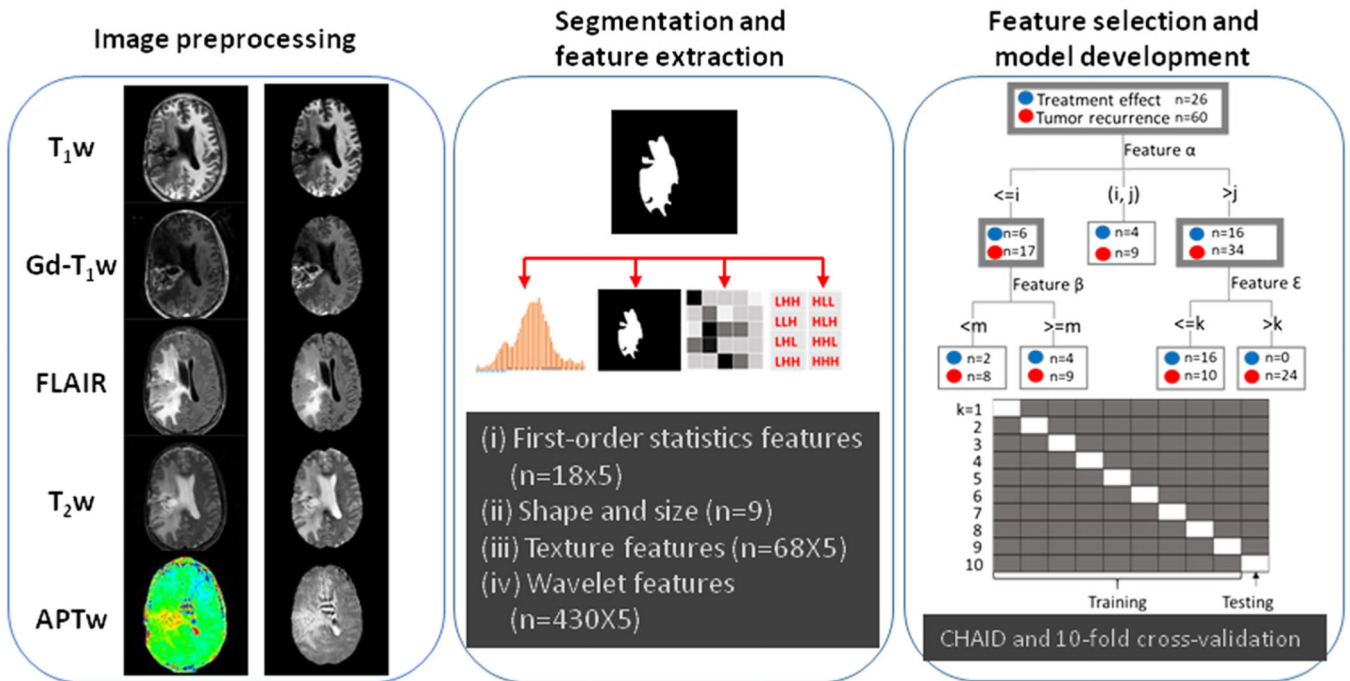 Image preprocessing
T₁w
Gd-T₁w
FLAIR
T₂w
APTw
Segmentation and
feature extraction
LHH HLL
LLH HLH
LHL HHL
LHH HHH
(i) First-order statistics features
(n=18x5)
(ii) Shape and size (n=9)
(iii) Texture features (n=68X5)
(iv) Wavelet features
(n=430X5)
Feature selection and
model development
Treatment effect n=26
Tumor recurrence n=60
Feature α
<=i (i, j) >j
n=6 n=4 n=16
n=17 n=9 n=34
Feature β Feature Ɛ
<m >=m <=k >k
n=2 n=4 n=16 n=0
n=8 n=9 n=10 n=24
k=1
2
3
4
5
6
7
8
9
10
Training Testing
CHAID and 10-fold cross-validation